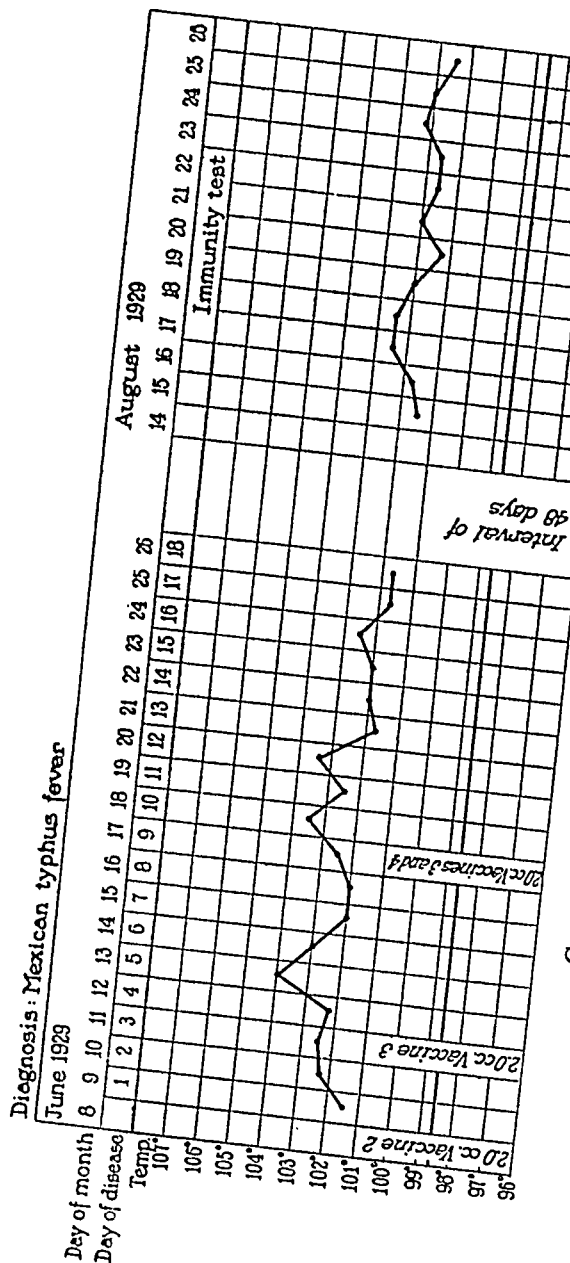 Diagnosis: Mexican typhus fever
June 1929
August 1929
Day of month 8 9 10 11 12 13 14 15 16 17 18 19 20 21 22 23 24 25 26 14 15 16 17 18 19 20 21 22 23 24 25 26
Day of disease 1 2 3 4 5 6 7 8 9 10 11 12 13 14 15 16 17 18
Immunity test
Temp.
107°
106°
105°
104°
103°
102°
101°
100°
99°
98°
97°
96°
2.0 cc. Vaccine 2
2.0 cc. Vaccine 3
2.0 cc. Vaccines 3 and 4
Interval of
48 days